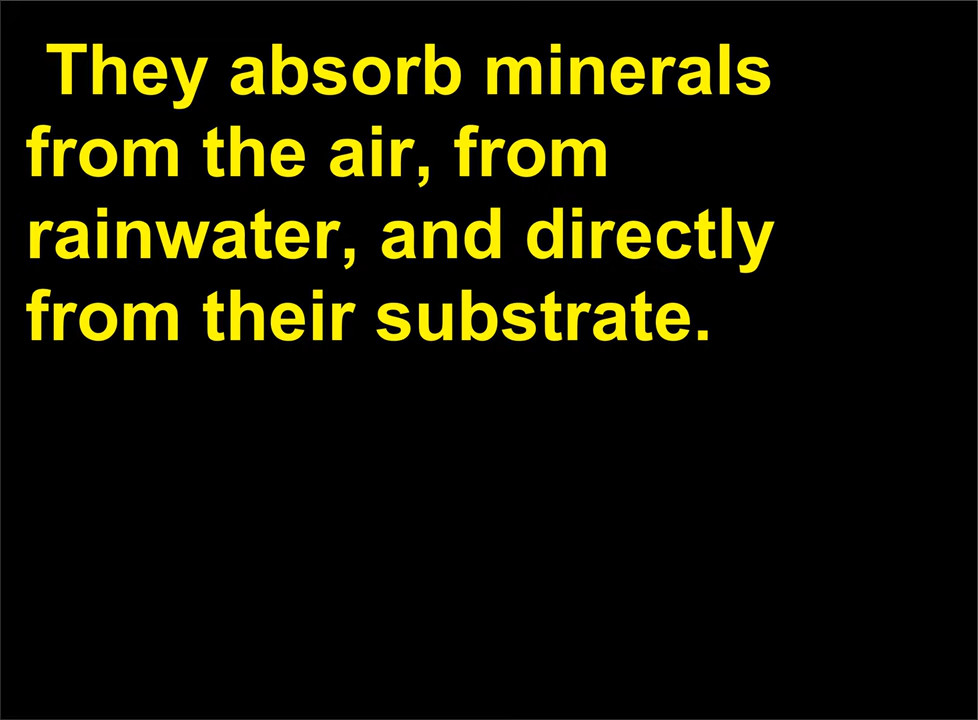 They absorb minerals
from the air, from
rainwater, and directly
from their substrate.